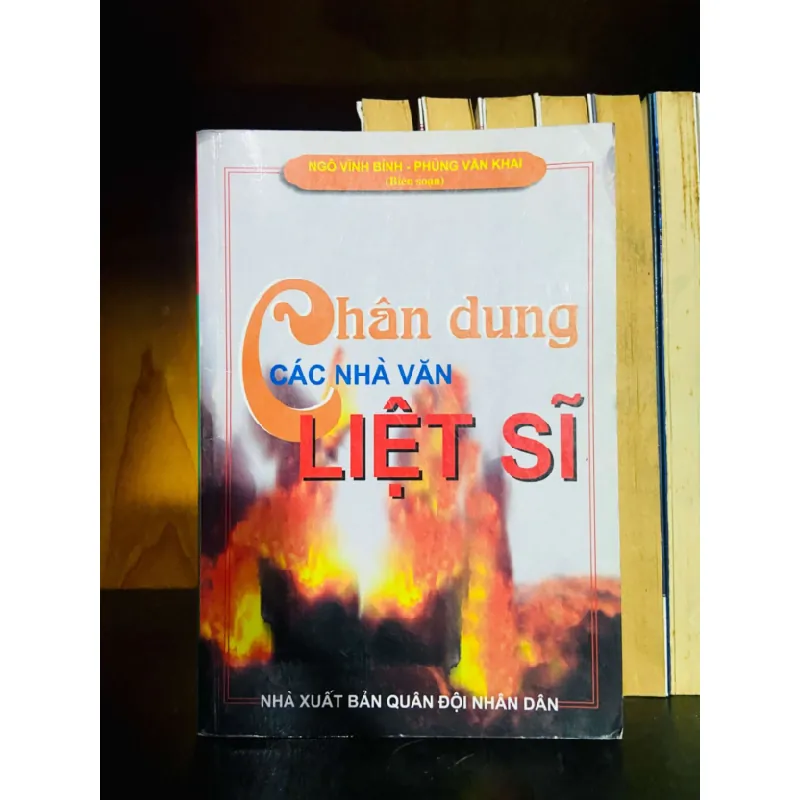 NGÔ VĨNH BÌNH - PHÙNG VĂN KHAI
(Biên soạn)
Chân dung
CÁC NHÀ VĂN
LIỆT SĨ
NHÀ XUẤT BẢN QUÂN ĐỘI NHÂN DÂN